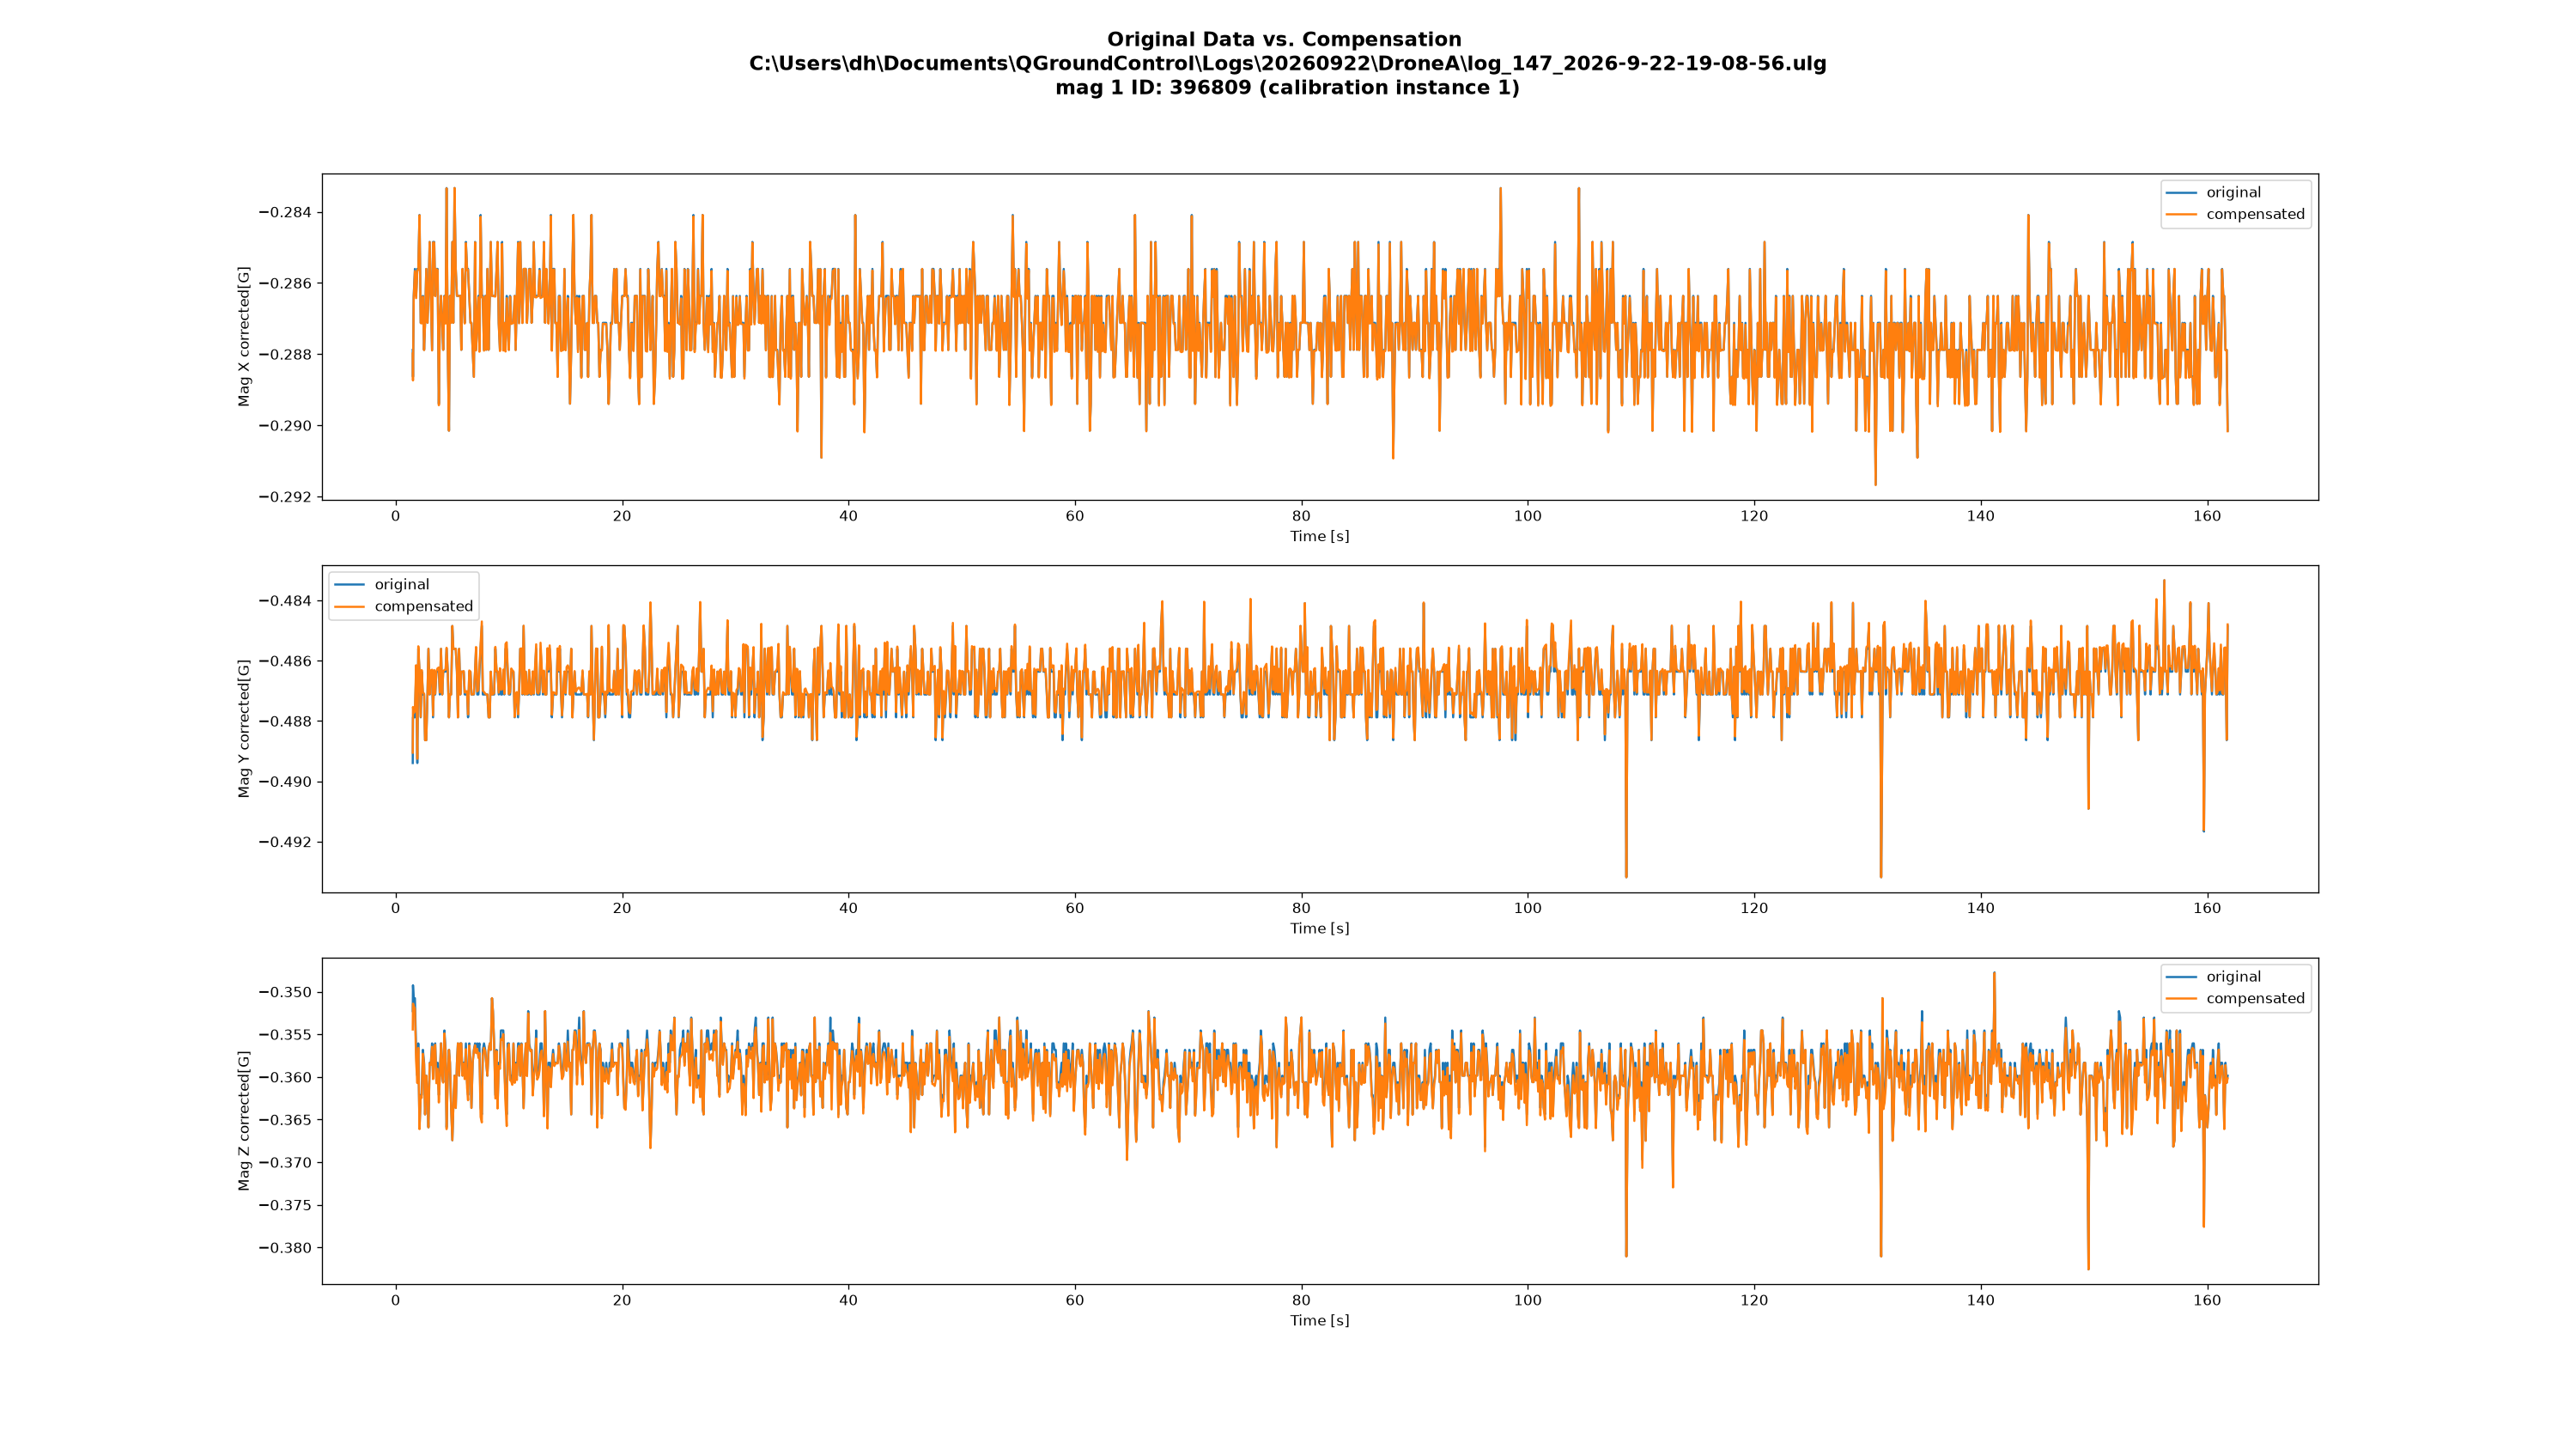 Original Data vs. Compensation
C:\Users\dh\Documents\QGroundControl\Logs\20260922\DroneA\log_147_2026-9-22-19-08-56.ulg
mag 1 ID: 396809 (calibration instance 1)
original
compensated
−0.284
−0.286
−0.288
−0.290
−0.292
Mag X corrected[G]
0 20 40 60 80 100 120 140 160
Time [s]
original
compensated
−0.484
−0.486
−0.488
−0.490
−0.492
Mag Y corrected[G]
0 20 40 60 80 100 120 140 160
Time [s]
original
compensated
−0.350
−0.355
−0.360
−0.365
−0.370
−0.375
−0.380
Mag Z corrected[G]
0 20 40 60 80 100 120 140 160
Time [s]